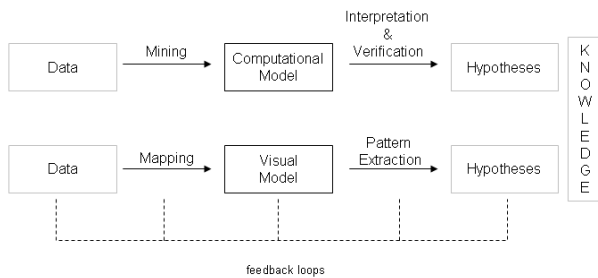 Data
Mining
Computational
Model
Interpretation
&
Verification
Hypotheses
Data
Mapping
Visual
Model
Pattern
Extraction
Hypotheses
K
N
O
W
L
E
D
G
E
feedback loops